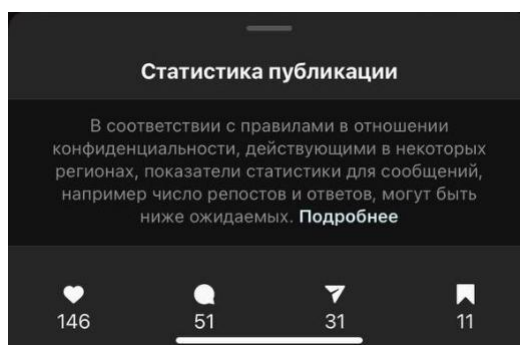 Статистика публикации
В соответствии с правилами в отношении
конфиденциальности, действующими в некоторых
регионах, показатели статистики для сообщений,
например число репостов и ответов, могут быть
ниже ожидаемых. Подробнее
146 51 31 11